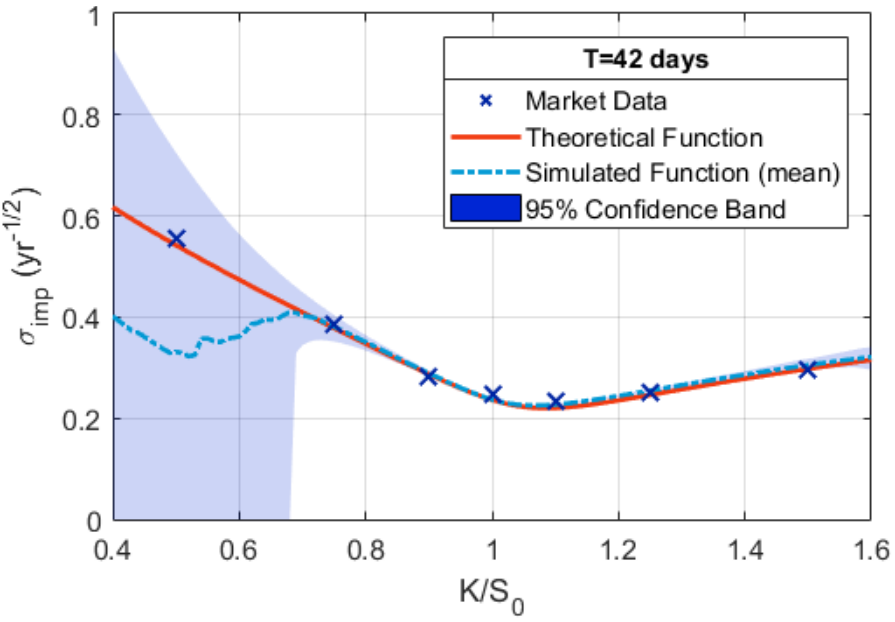 T=42 days
Market Data
Theoretical Function
Simulated Function (mean)
95% Confidence Band
1
0.8
0.6
0.4
0.2
0
σimp (yr-1/2)
0.4 0.6 0.8 1 1.2 1.4 1.6
K/S0